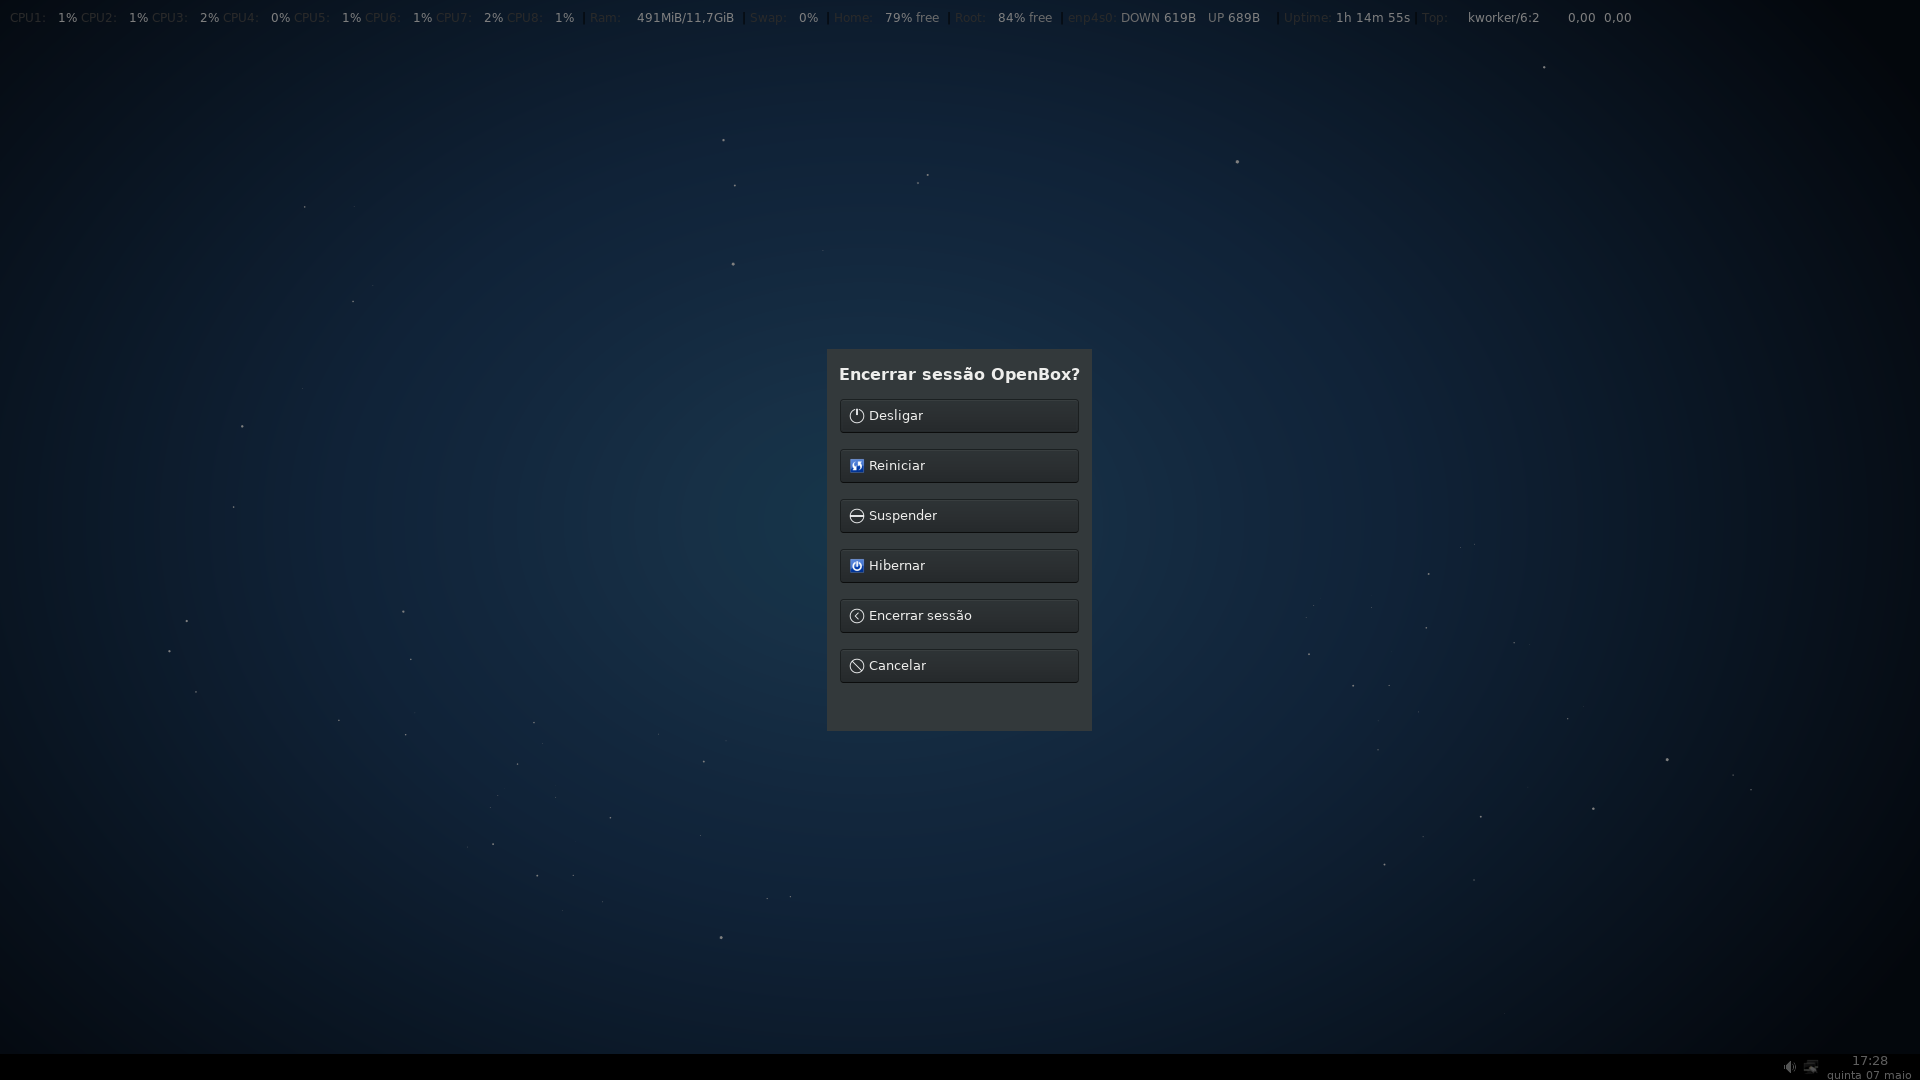 CPU1: 1% CPU2: 1% CPU3: 2% CPU4: 0% CPU5: 1% CPU6: 1% CPU7: 2% CPU8: 1% | Ram: 491MiB/11,7GiB | Swap: 0% | Home: 79% free | Root: 84% free | enp4s0: DOWN 619B UP 689B | Uptime: 1h 14m 55s | Top: kworker/6:2 0,00 0,00
Encerrar sessão OpenBox?
Desligar
Reiniciar
Suspender
Hibernar
Encerrar sessão
Cancelar
17:28
quinta 07 maio